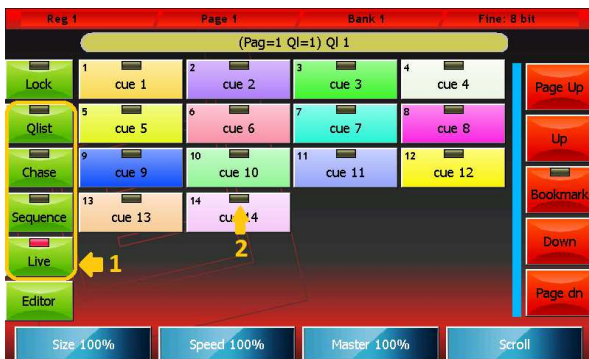 Reg 1 Page 1 Bank 1 Fine: 8 bit
(Pag=1 Ql=1) Ql 1
Lock 1 cue 1 2 cue 2 3 cue 3 4 cue 4 Page Up
Qlist 5 cue 5 6 cue 6 7 cue 7 8 cue 8 Up
Chase 9 cue 9 10 cue 10 11 cue 11 12 cue 12 Bookmark
Sequence 13 cue 13 14 cue 14 Down
Live 1 2
Editor Page dn
Size 100% Speed 100% Master 100% Scroll